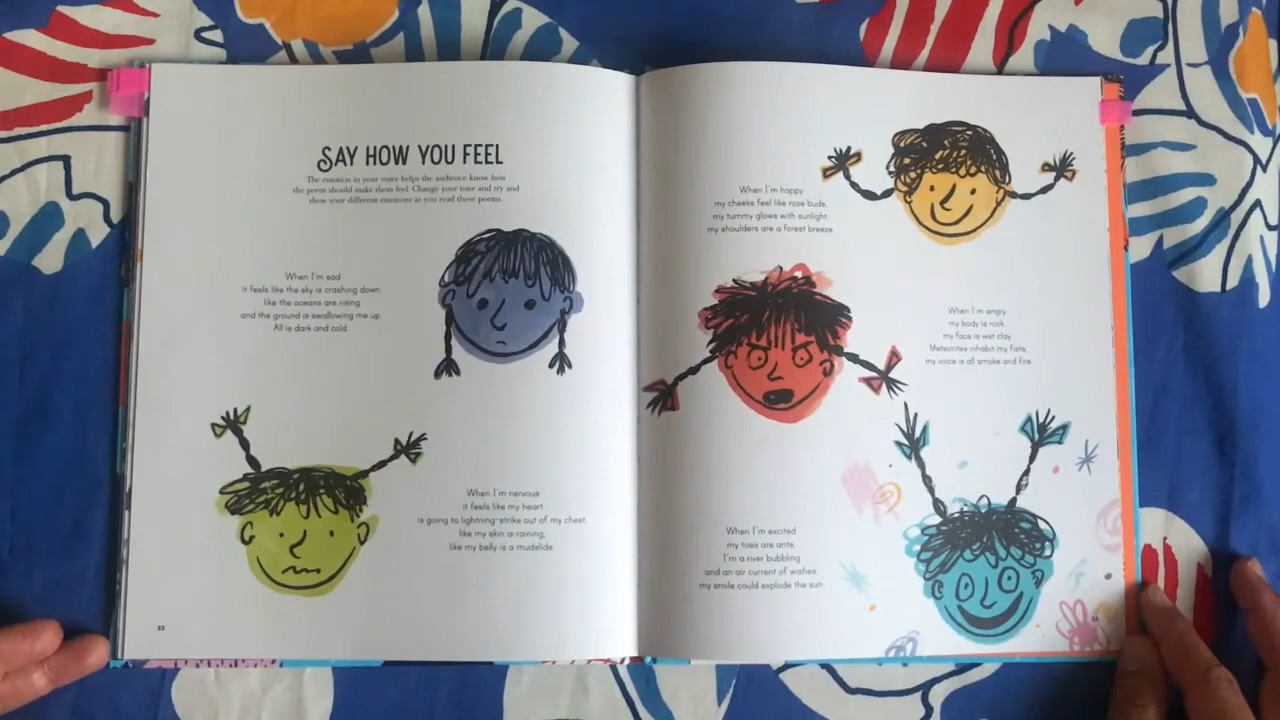 SAY HOW YOU FEEL
The emotion in your voice helps the audience know how
the poem should make them feel. Change your tone and try and
show your different emotions as you read these poems.
When I'm sad
it feels like the sky is crashing down,
like the oceans are rising
and the ground is swallowing me up.
All is dark and cold.
When I'm nervous
it feels like my heart
is going to lightning-strike out of my chest,
like my skin is raining,
like my belly is a mudslide.
33
When I'm happy
my cheeks feel like rose buds,
my tummy glows with sunlight,
my shoulders are a forest breeze.
When I'm angry
my body is rock,
my face is wet clay.
Meteorites inhabit my fists,
my voice is all smoke and fire.
When I'm excited
my toes are ants,
I'm a river bubbling
and an air current of wishes,
my smile could explode the sun.